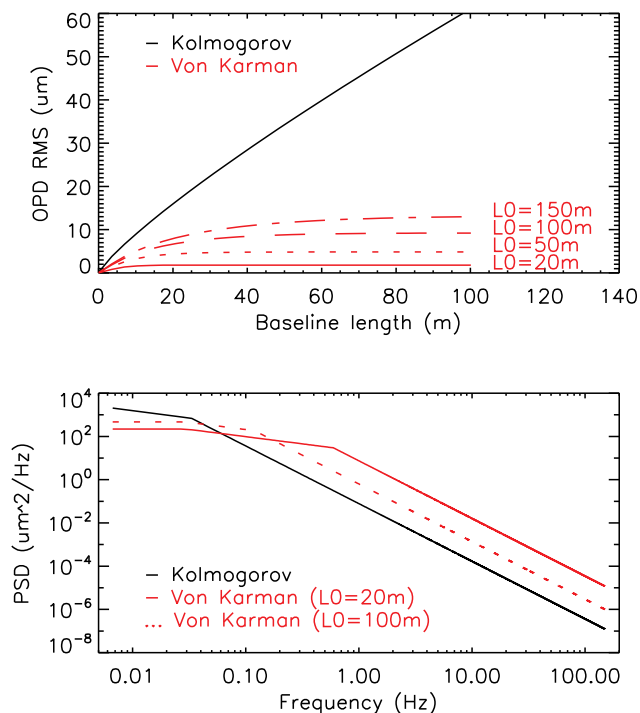 60
50
40
30
20
10
0
OPD RMS (um)
Kolmogorov
Von Karman
L0=150m
L0=100m
L0=50m
L0=20m
0 20 40 60 80 100 120 140
Baseline length (m)
10^4
10^2
10^0
10^-2
10^-4
10^-6
10^-8
PSD (um^2/Hz)
Kolmogorov
Von Karman (L0=20m)
Von Karman (L0=100m)
0.01 0.10 1.00 10.00 100.00
Frequency (Hz)